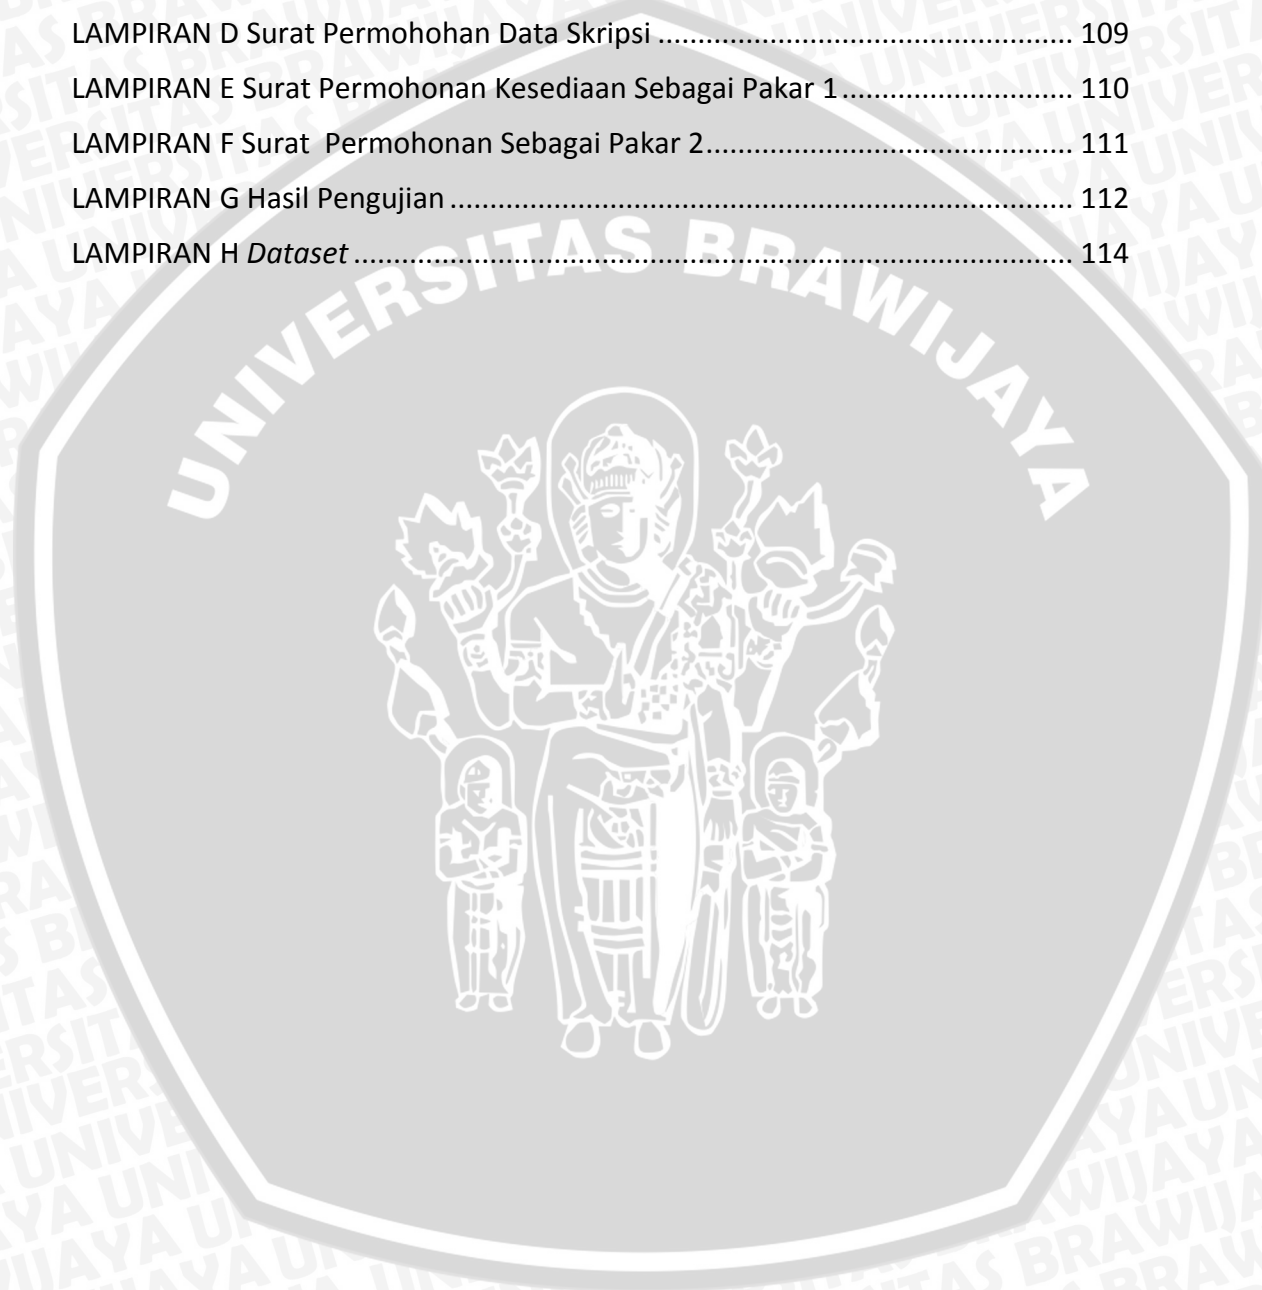 LAMPIRAN D Surat Permohohan Data Skripsi ................................................... 109
LAMPIRAN E Surat Permohonan Kesediaan Sebagai Pakar 1 ............................ 110
LAMPIRAN F Surat  Permohonan Sebagai Pakar 2 ............................................. 111
LAMPIRAN G Hasil Pengujian ............................................................................ 112
LAMPIRAN H Dataset ........................................................................................ 114
UNIVERSITAS BRAWIJAYA